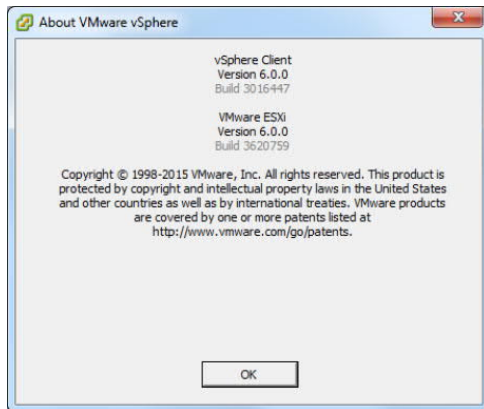 About VMware vSphere
vSphere Client
Version 6.0.0
Build 3016447
VMware ESXi
Version 6.0.0
Build 3620759
Copyright © 1998-2015 VMware, Inc. All rights reserved. This product is
protected by copyright and intellectual property laws in the United States
and other countries as well as by international treaties. VMware products
are covered by one or more patents listed at
http://www.vmware.com/go/patents.
OK